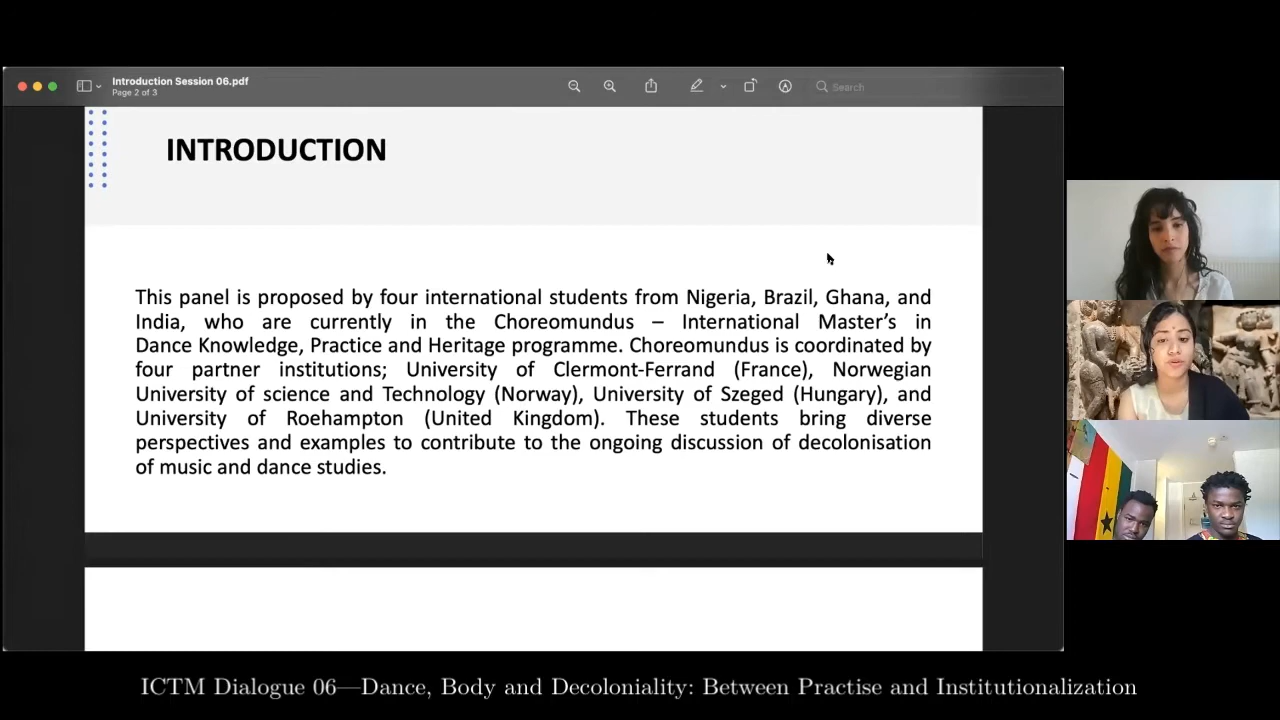 Introduction Session 06.pdf
Page 2 of 3
Search
INTRODUCTION
This panel is proposed by four international students from Nigeria, Brazil, Ghana, and
India, who are currently in the Choreomundus – International Master’s in
Dance Knowledge, Practice and Heritage programme. Choreomundus is coordinated by
four partner institutions; University of Clermont-Ferrand (France), Norwegian
University of science and Technology (Norway), University of Szeged (Hungary), and
University of Roehampton (United Kingdom). These students bring diverse
perspectives and examples to contribute to the ongoing discussion of decolonisation
of music and dance studies.
ICTM Dialogue 06—Dance, Body and Decoloniality: Between Practise and Institutionalization